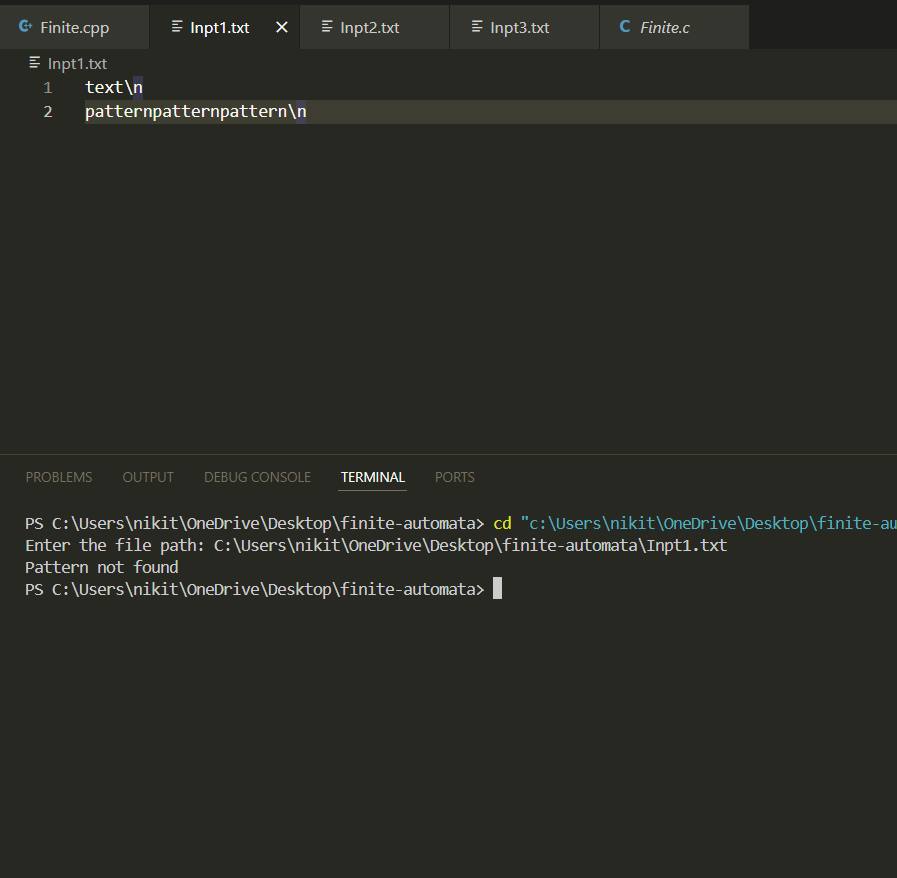 Finite.cpp Inpt1.txt Inpt2.txt Inpt3.txt Finite.c
Inpt1.txt
1 text\n
2 patternpatternpattern\n
PROBLEMS OUTPUT DEBUG CONSOLE TERMINAL PORTS
PS C:\Users\nikit\OneDrive\Desktop\finite-automata> cd "c:\Users\nikit\OneDrive\Desktop\finite-au
Enter the file path: C:\Users\nikit\OneDrive\Desktop\finite-automata\Inpt1.txt
Pattern not found
PS C:\Users\nikit\OneDrive\Desktop\finite-automata>